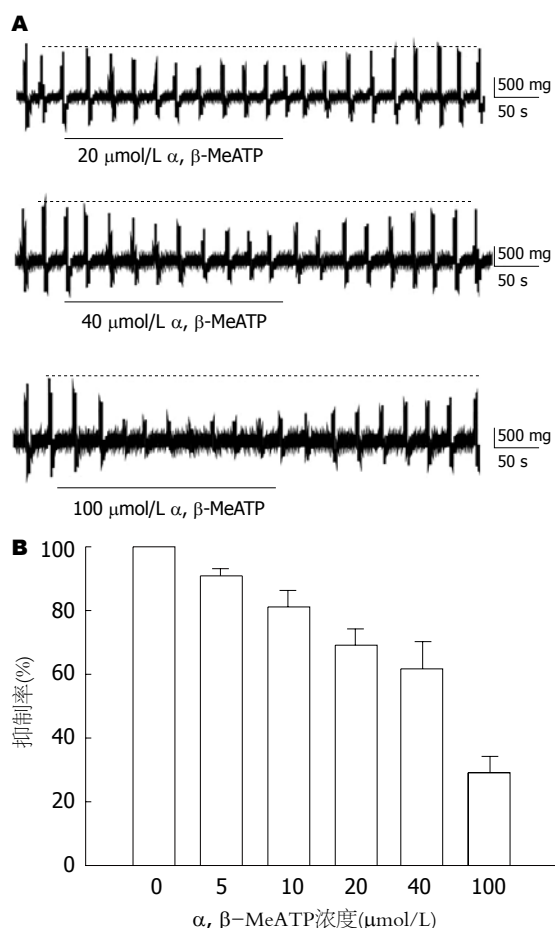 A
500 mg
50 s
20 μmol/L α, β-MeATP
500 mg
50 s
40 μmol/L α, β-MeATP
500 mg
50 s
100 μmol/L α, β-MeATP
B
100
80
60
40
20
0
抑制率(%)
0 5 10 20 40 100
α, β-MeATP浓度(μmol/L)